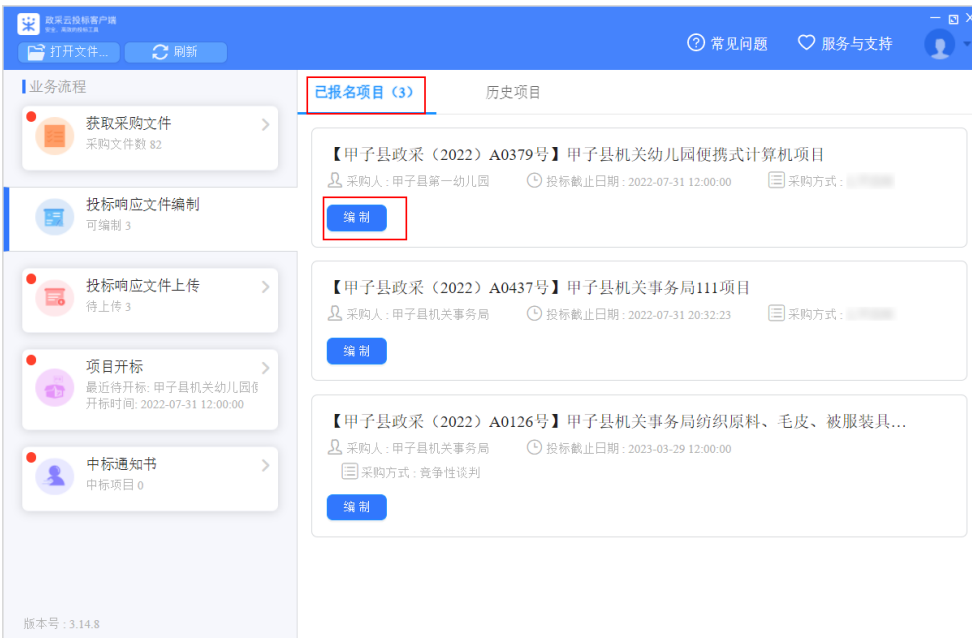 政采云投标客户端
安全、高效的投标工具
打开文件...
刷新
常见问题
服务与支持
业务流程
获取采购文件
采购文件数 82
投标响应文件编制
可编制 3
投标响应文件上传
待上传 3
项目开标
最近待开标: 甲子县机关幼儿园便
开标时间: 2022-07-31 12:00:00
中标通知书
中标项目 0
版本号 : 3.14.8
已报名项目（3）
历史项目
【甲子县政采（2022）A0379号】甲子县机关幼儿园便携式计算机项目
采购人 : 甲子县第一幼儿园
投标截止日期 : 2022-07-31 12:00:00
采购方式 :
编 制
【甲子县政采（2022）A0437号】甲子县机关事务局111项目
采购人 : 甲子县机关事务局
投标截止日期 : 2022-07-31 20:32:23
采购方式 :
编 制
【甲子县政采（2022）A0126号】甲子县机关事务局纺织原料、毛皮、被服装具...
采购人 : 甲子县机关事务局
投标截止日期 : 2023-03-29 12:00:00
采购方式 : 竞争性谈判
编 制